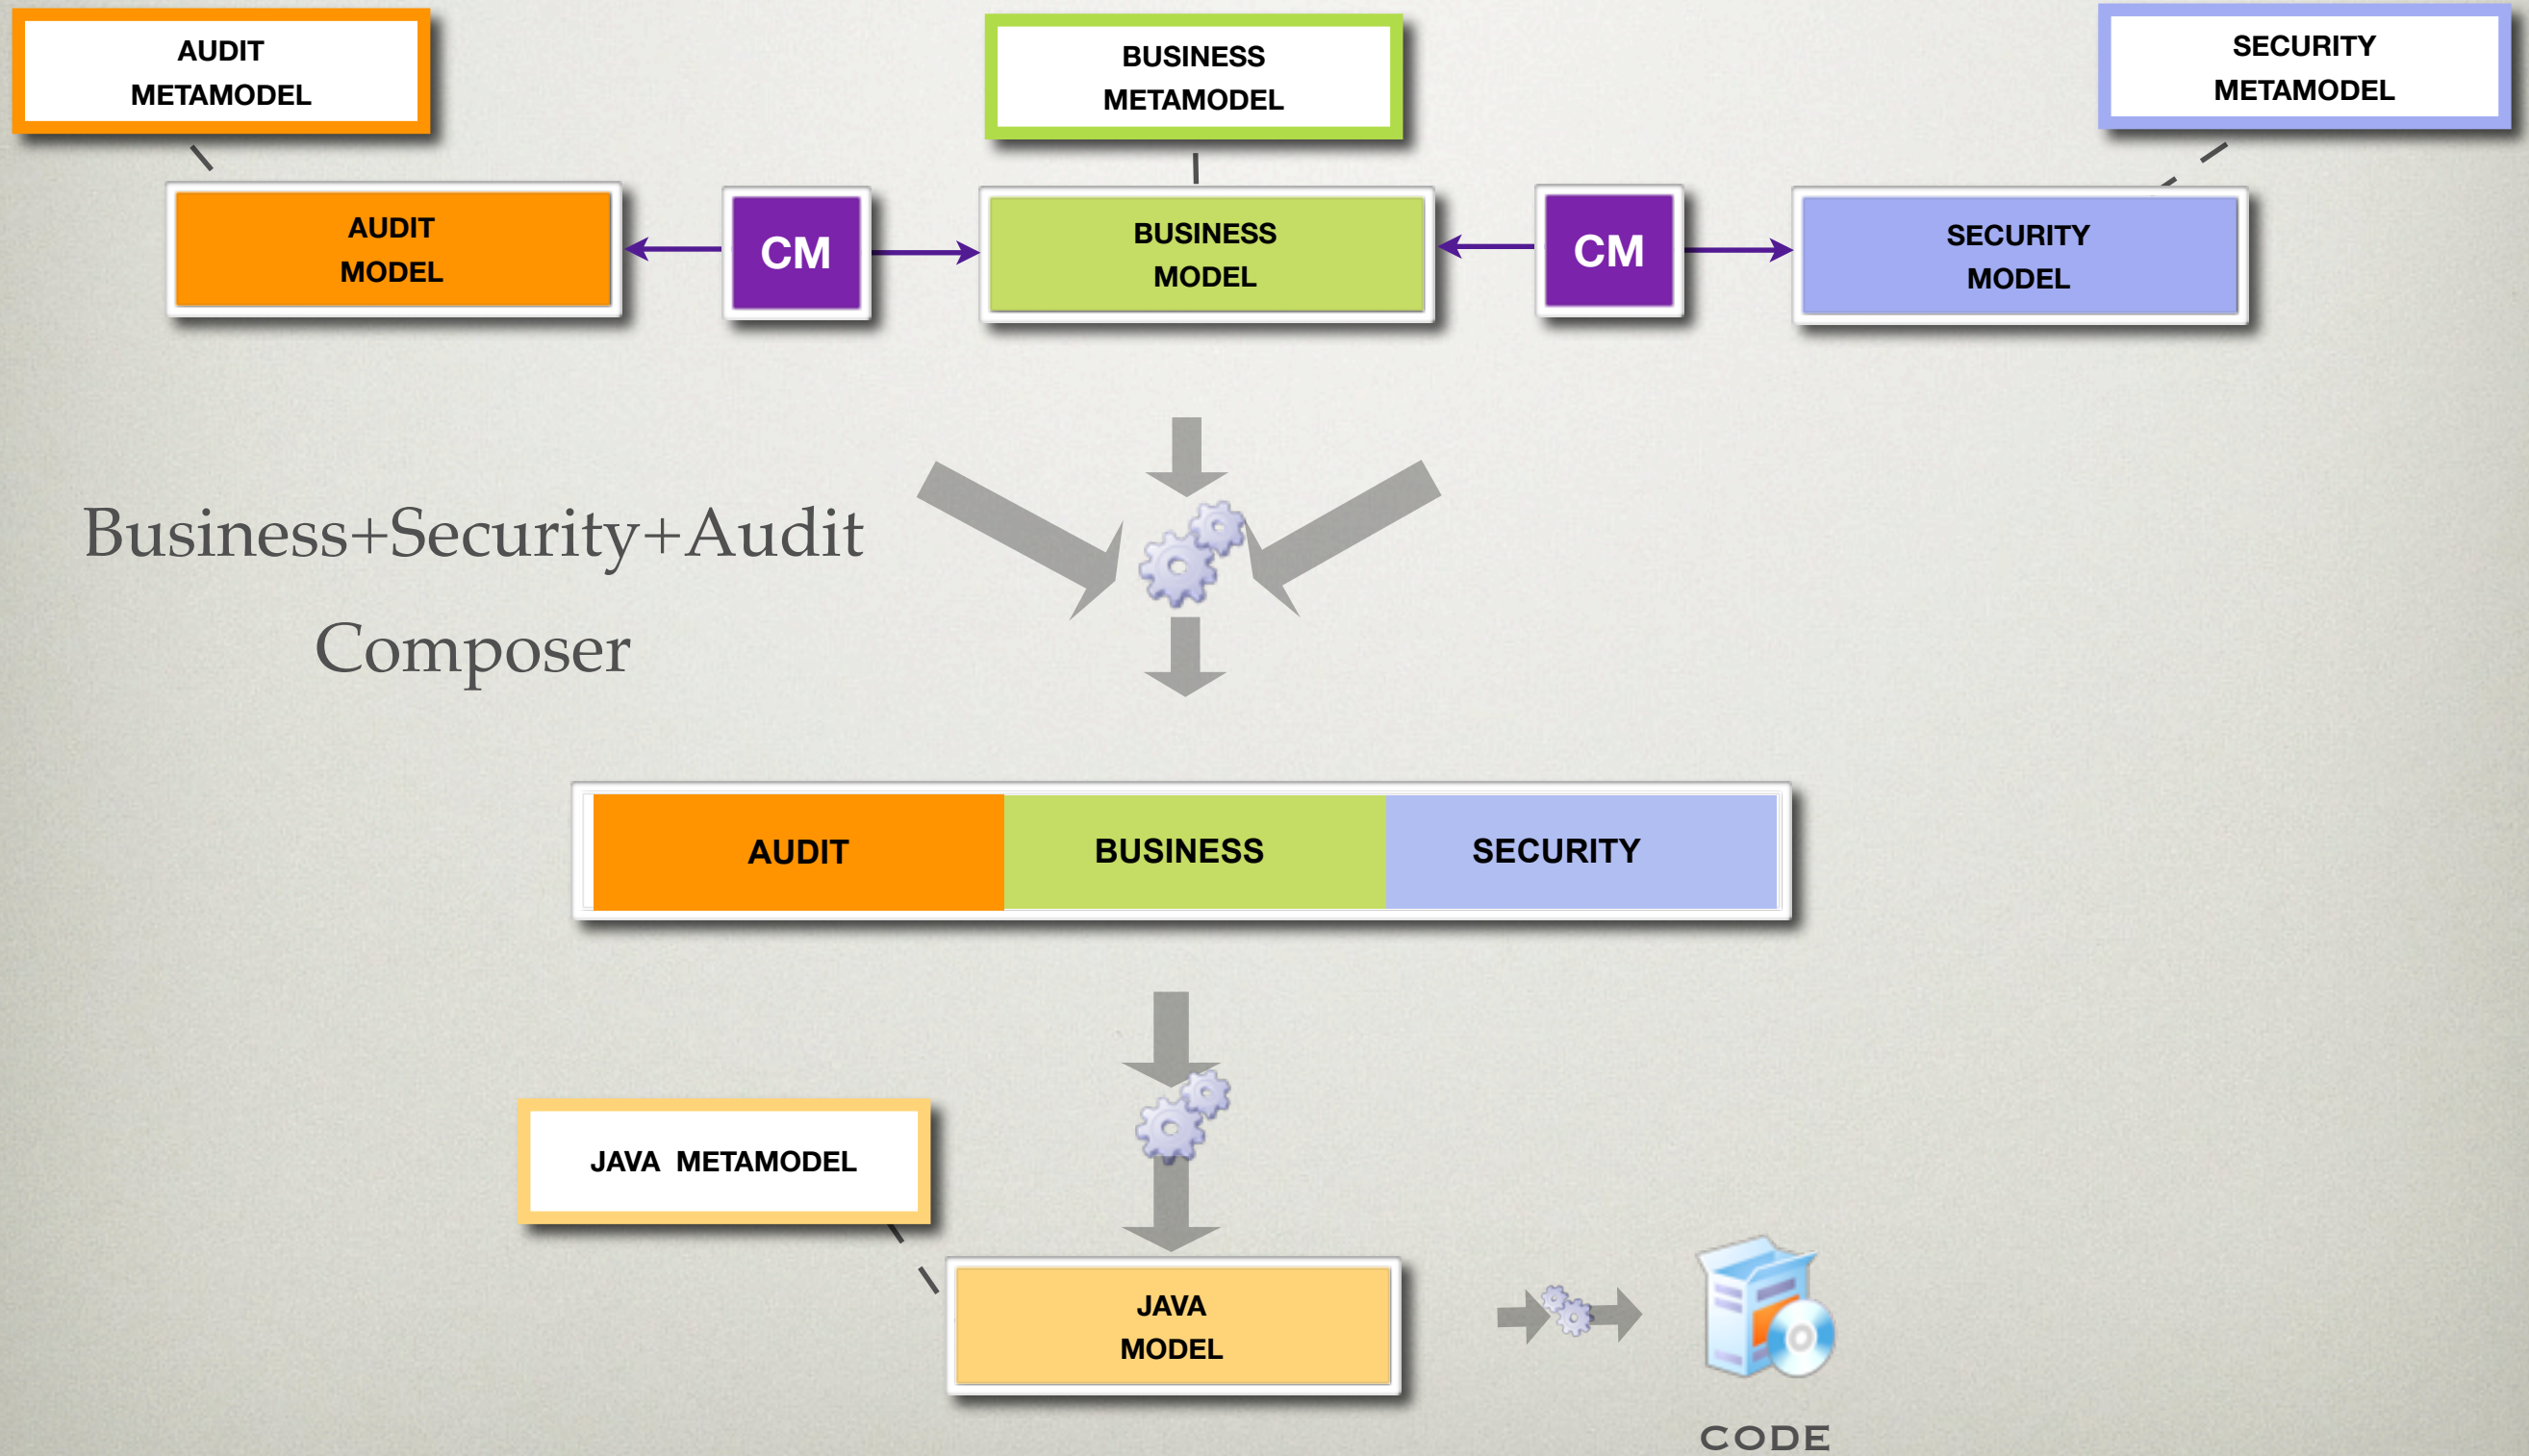 AUDIT
METAMODEL
BUSINESS
METAMODEL
SECURITY
METAMODEL
AUDIT
MODEL
CM
BUSINESS
MODEL
CM
SECURITY
MODEL
Business+Security+Audit
Composer
AUDIT
BUSINESS
SECURITY
JAVA METAMODEL
JAVA
MODEL
CODE